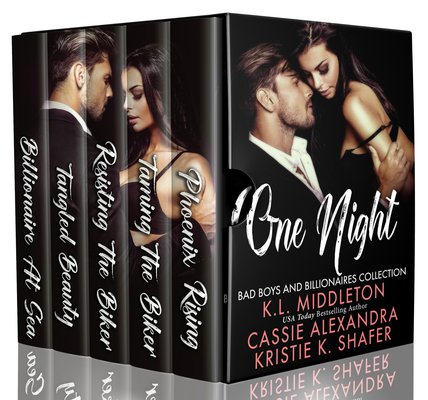 Billionaire At Sea
Tangled Beauty
Resisting The Biker
Taming The Biker
Phoenix Rising
One Night
BAD BOYS AND BILLIONAIRES COLLECTION
K.L. MIDDLETON
USA Today Bestselling Author
CASSIE ALEXANDRA
KRISTIE K. SHAFER